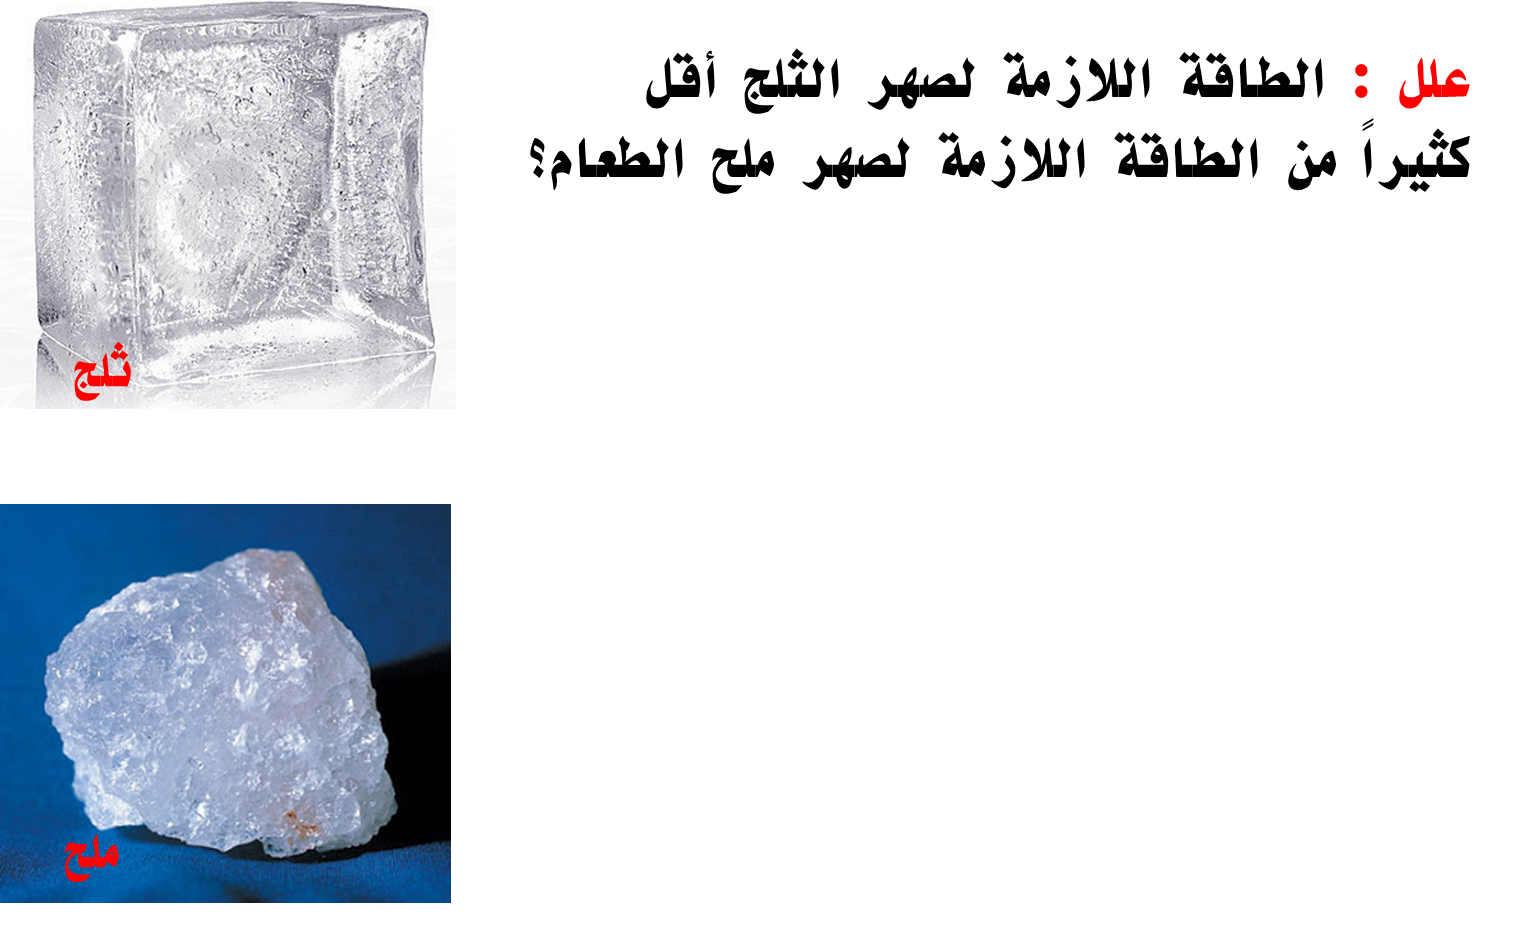 علل : الطاقة اللازمة لصهر الثلج أقل
كثيراً من الطاقة اللازمة لصهر ملح الطعام؟
ثلج
ملح